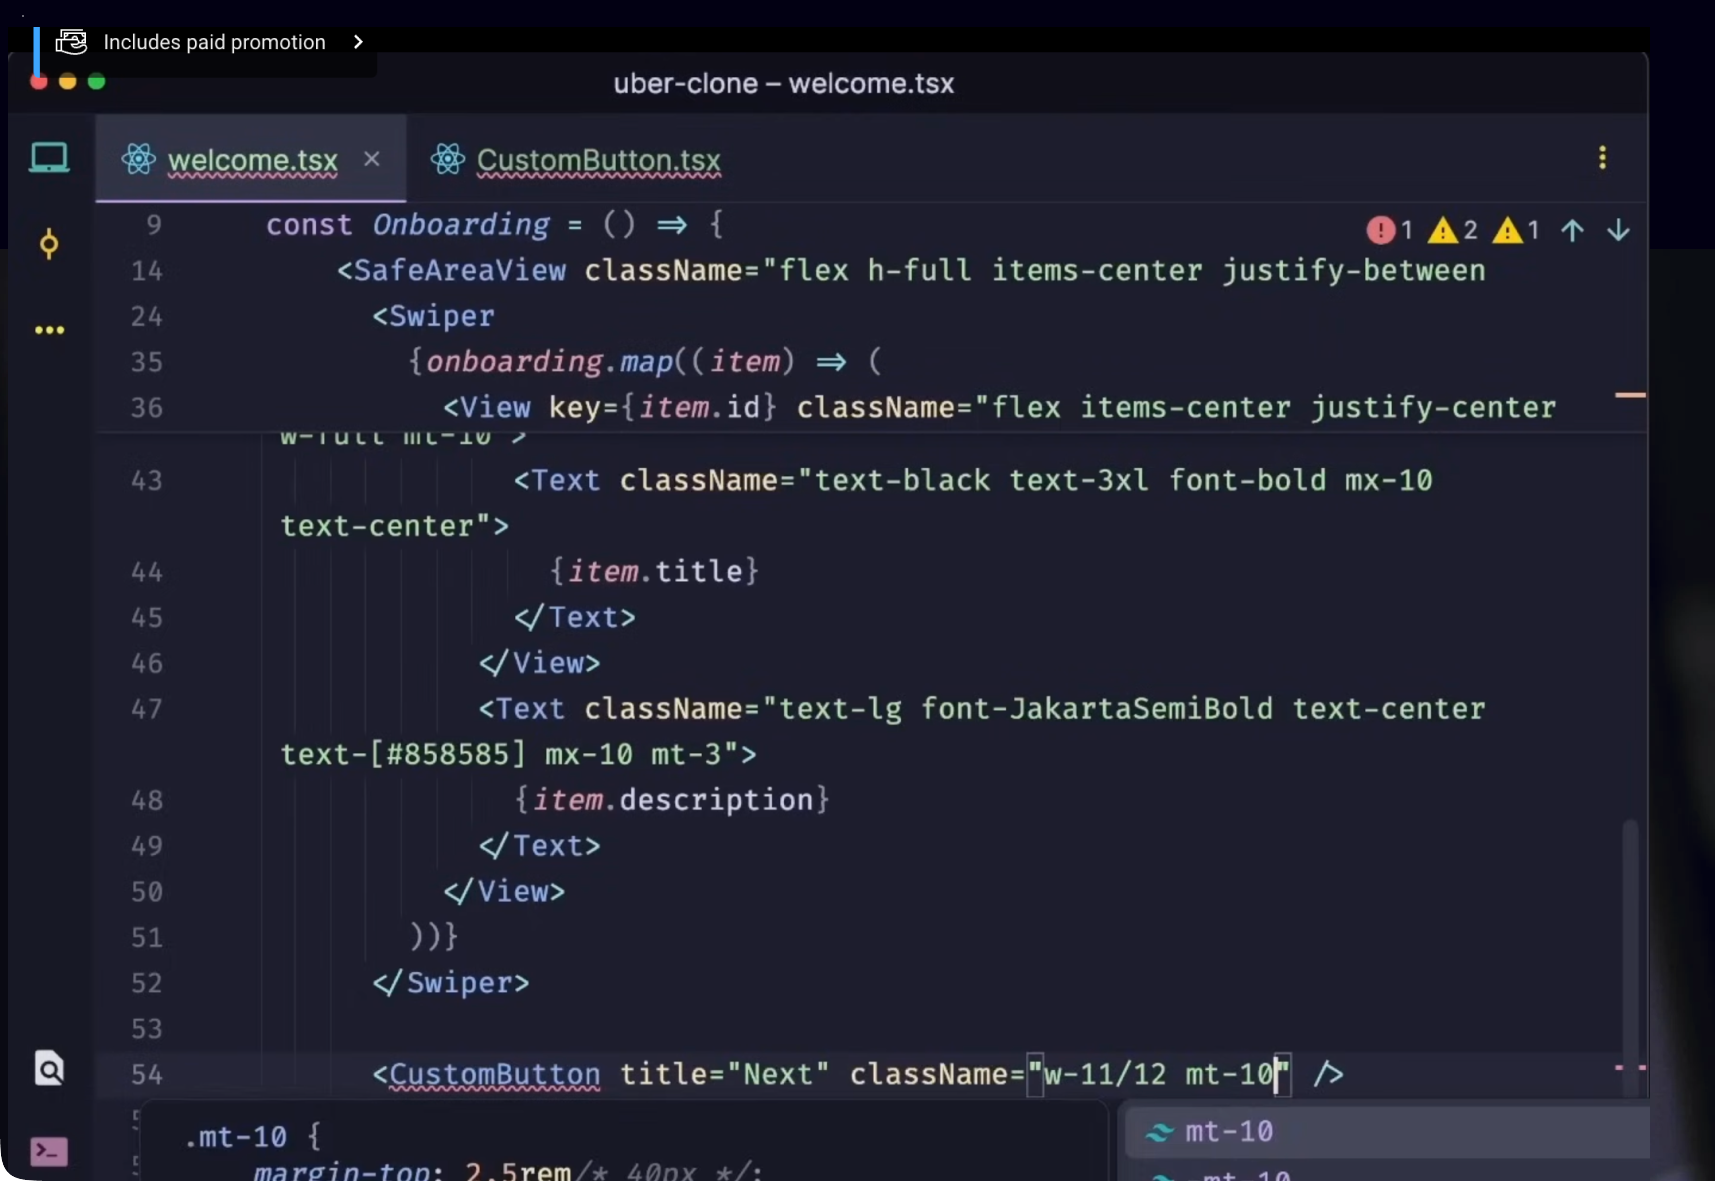 Includes paid promotion
uber-clone – welcome.tsx
welcome.tsx
CustomButton.tsx
9 const Onboarding = () => {
1 2 1
14 <SafeAreaView className="flex h-full items-center justify-between
24 <Swiper
35 {onboarding.map((item) => (
36 <View key={item.id} className="flex items-center justify-center
w-full mt-10">
43 <Text className="text-black text-3xl font-bold mx-10
text-center">
44 {item.title}
45 </Text>
46 </View>
47 <Text className="text-lg font-JakartaSemiBold text-center
text-[#858585] mx-10 mt-3">
48 {item.description}
49 </Text>
50 </View>
51 ))}
52 </Swiper>
53
54 <CustomButton title="Next" className="w-11/12 mt-10" />
.mt-10 {
mt-10
margin-top: 2.5rem/* 40px */;
-mt-10